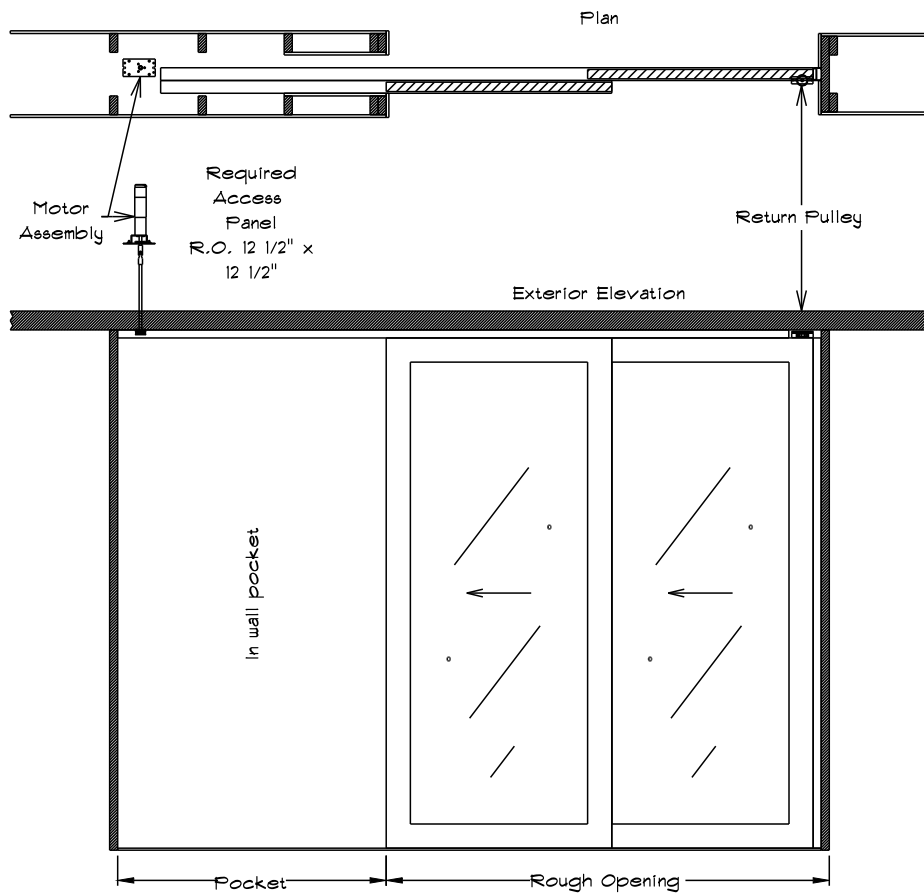 Plan
Required
Access
Panel
R.O. 12 1/2" x
12 1/2"
Motor
Assembly
Return Pulley
Exterior Elevation
In wall pocket
Pocket
Rough Opening